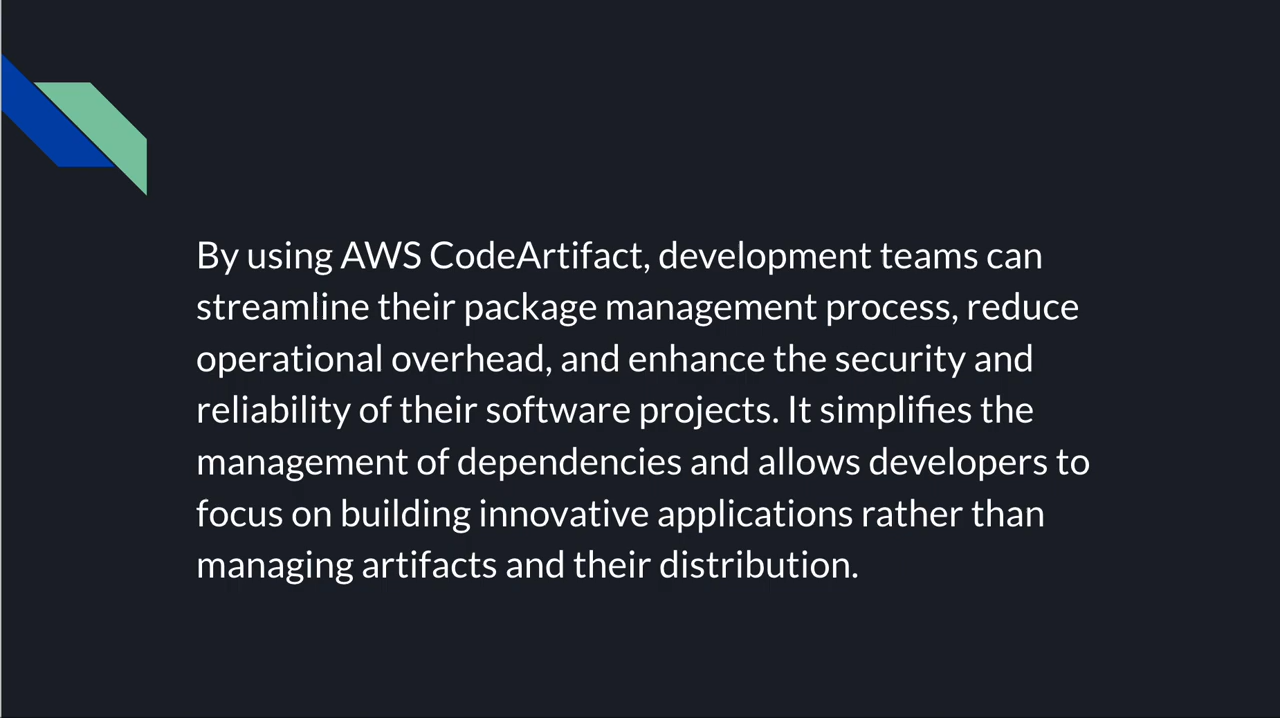 By using AWS CodeArtifact, development teams can
streamline their package management process, reduce
operational overhead, and enhance the security and
reliability of their software projects. It simplifies the
management of dependencies and allows developers to
focus on building innovative applications rather than
managing artifacts and their distribution.